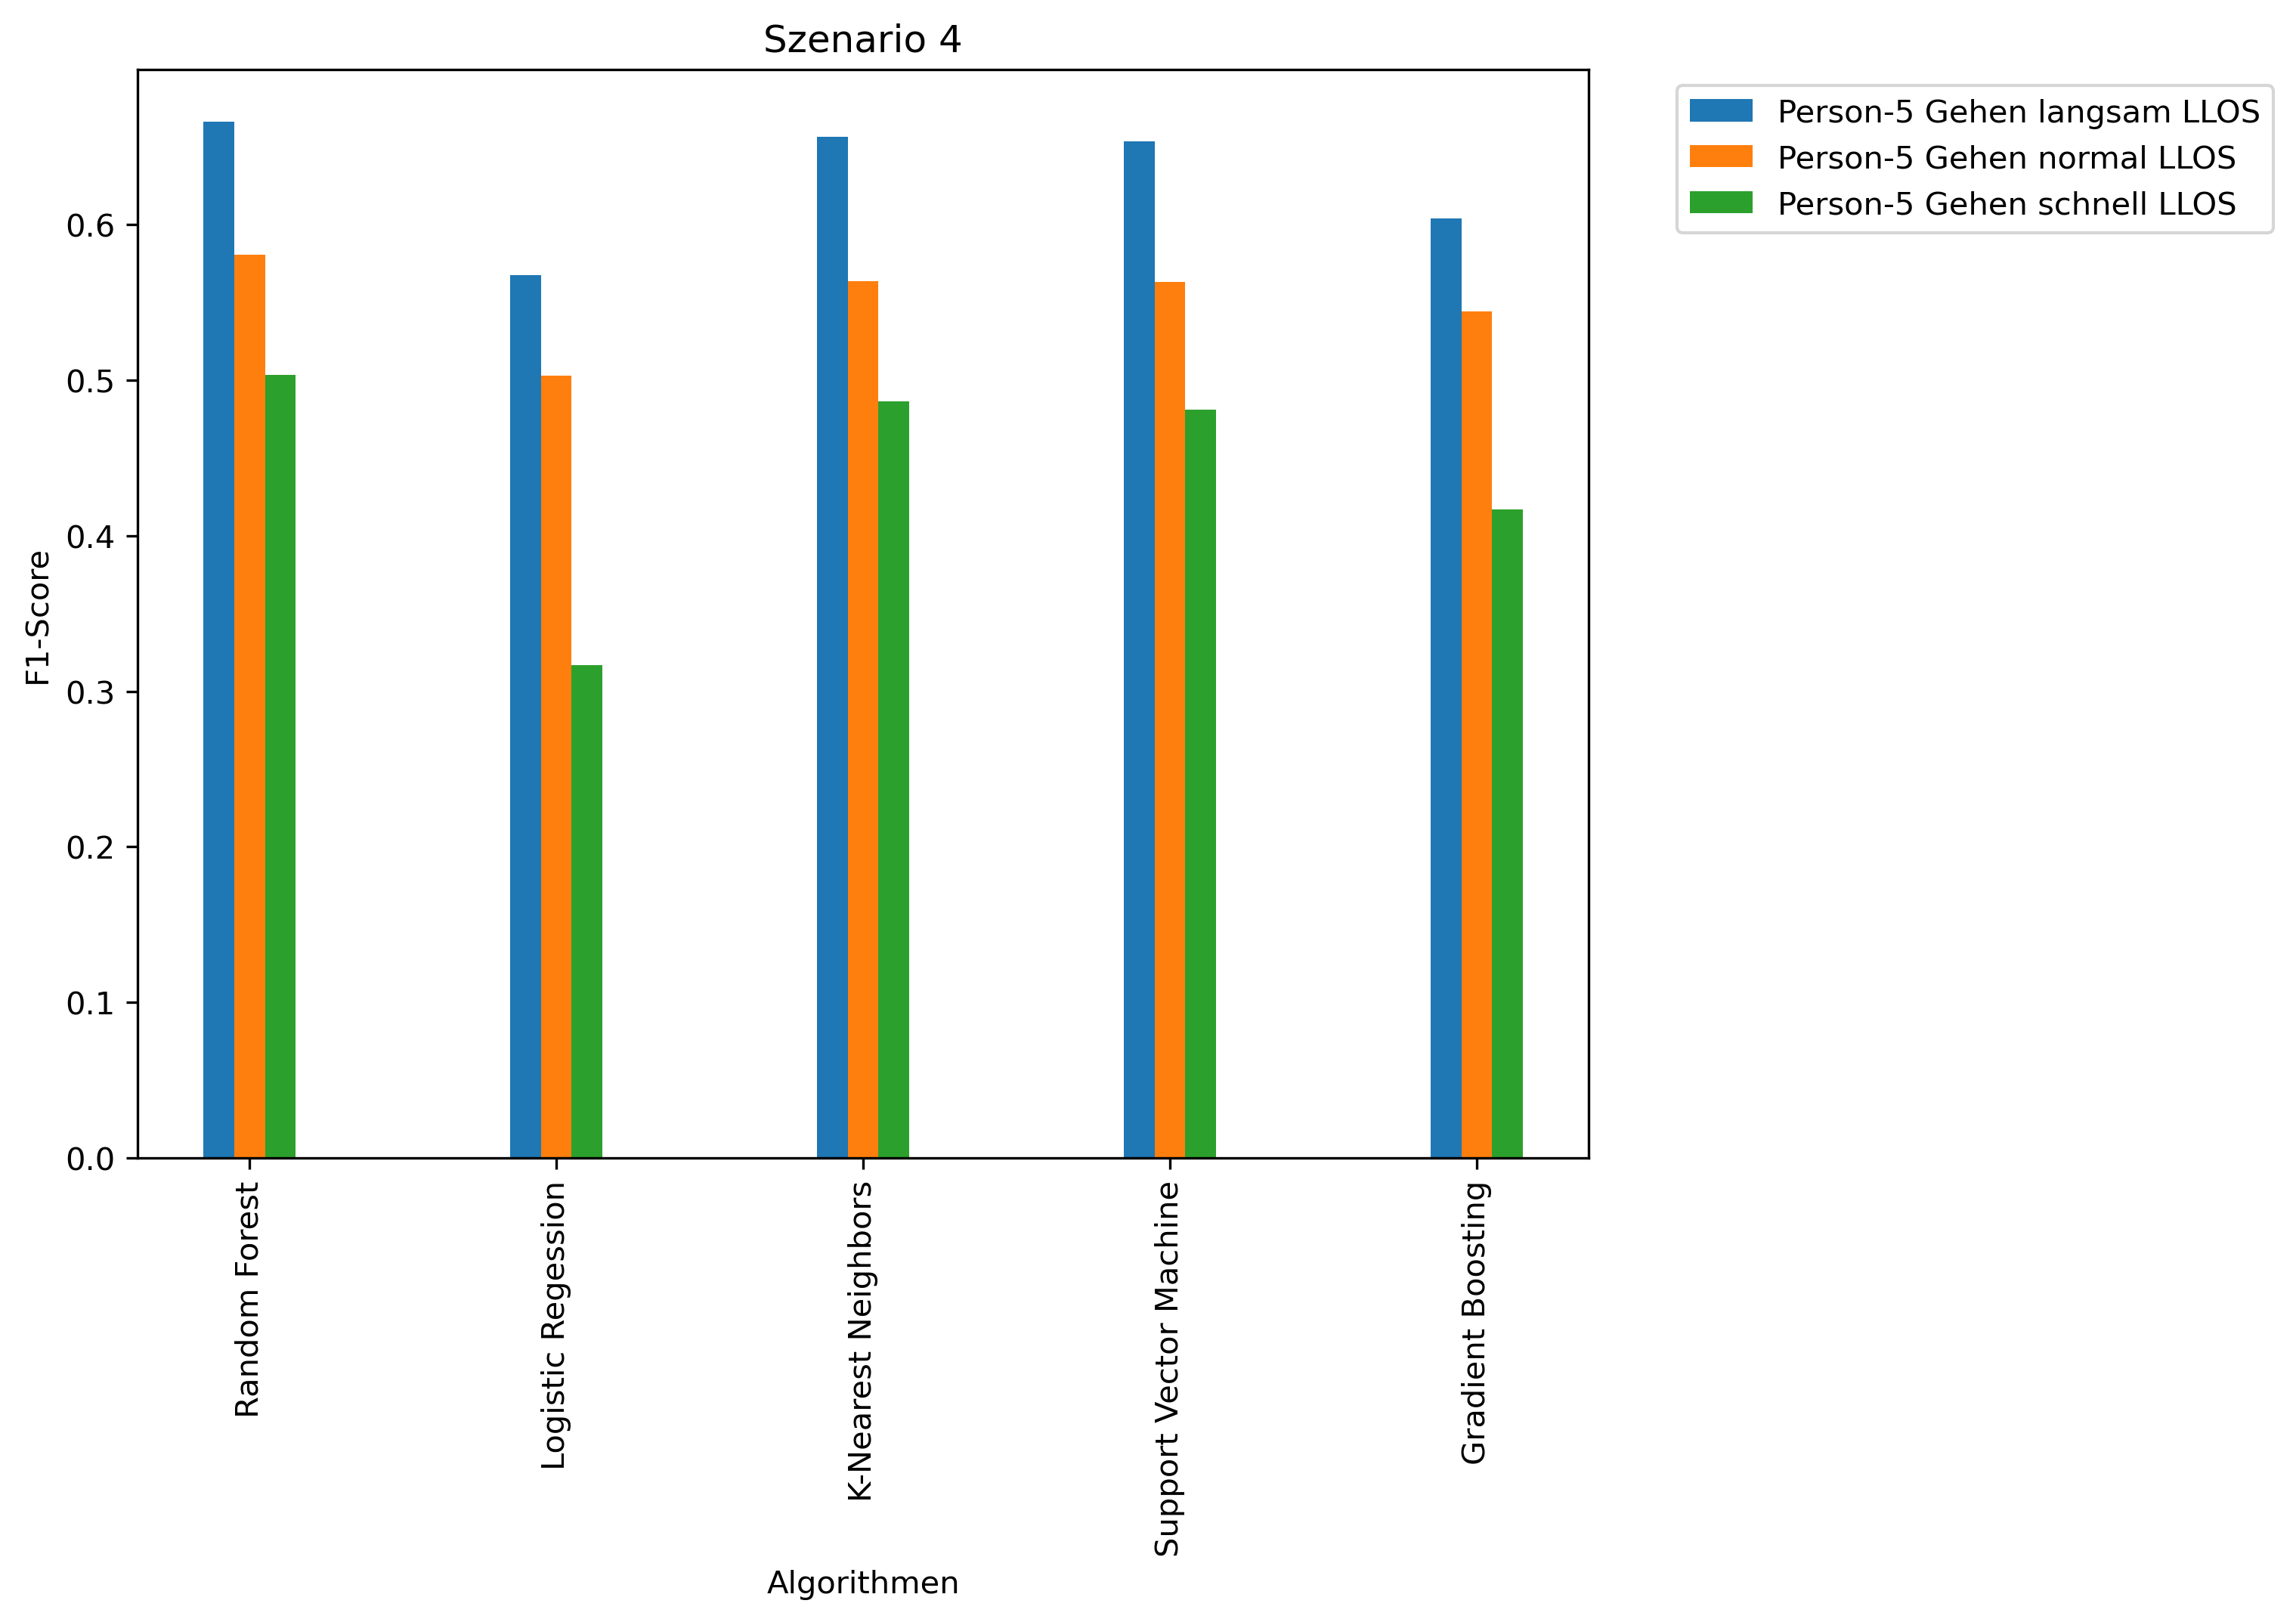 Szenario 4
Person-5 Gehen langsam LLOS
Person-5 Gehen normal LLOS
Person-5 Gehen schnell LLOS
F1-Score
0.6
0.5
0.4
0.3
0.2
0.1
0.0
Random Forest
Logistic Regession
K-Nearest Neighbors
Support Vector Machine
Gradient Boosting
Algorithmen